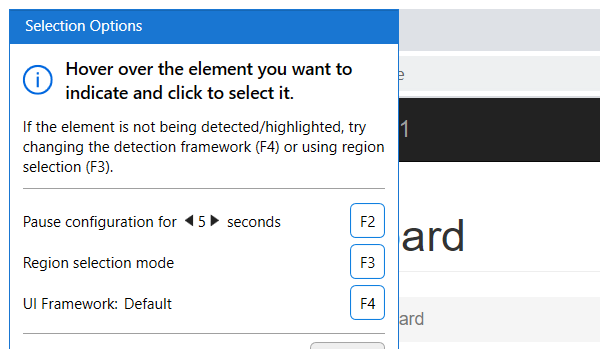 Selection Options
Hover over the element you want to
indicate and click to select it.
If the element is not being detected/highlighted, try
changing the detection framework (F4) or using region
selection (F3).
Pause configuration for 5 seconds F2
Region selection mode F3
UI Framework: Default F4
e
1
ard
ard